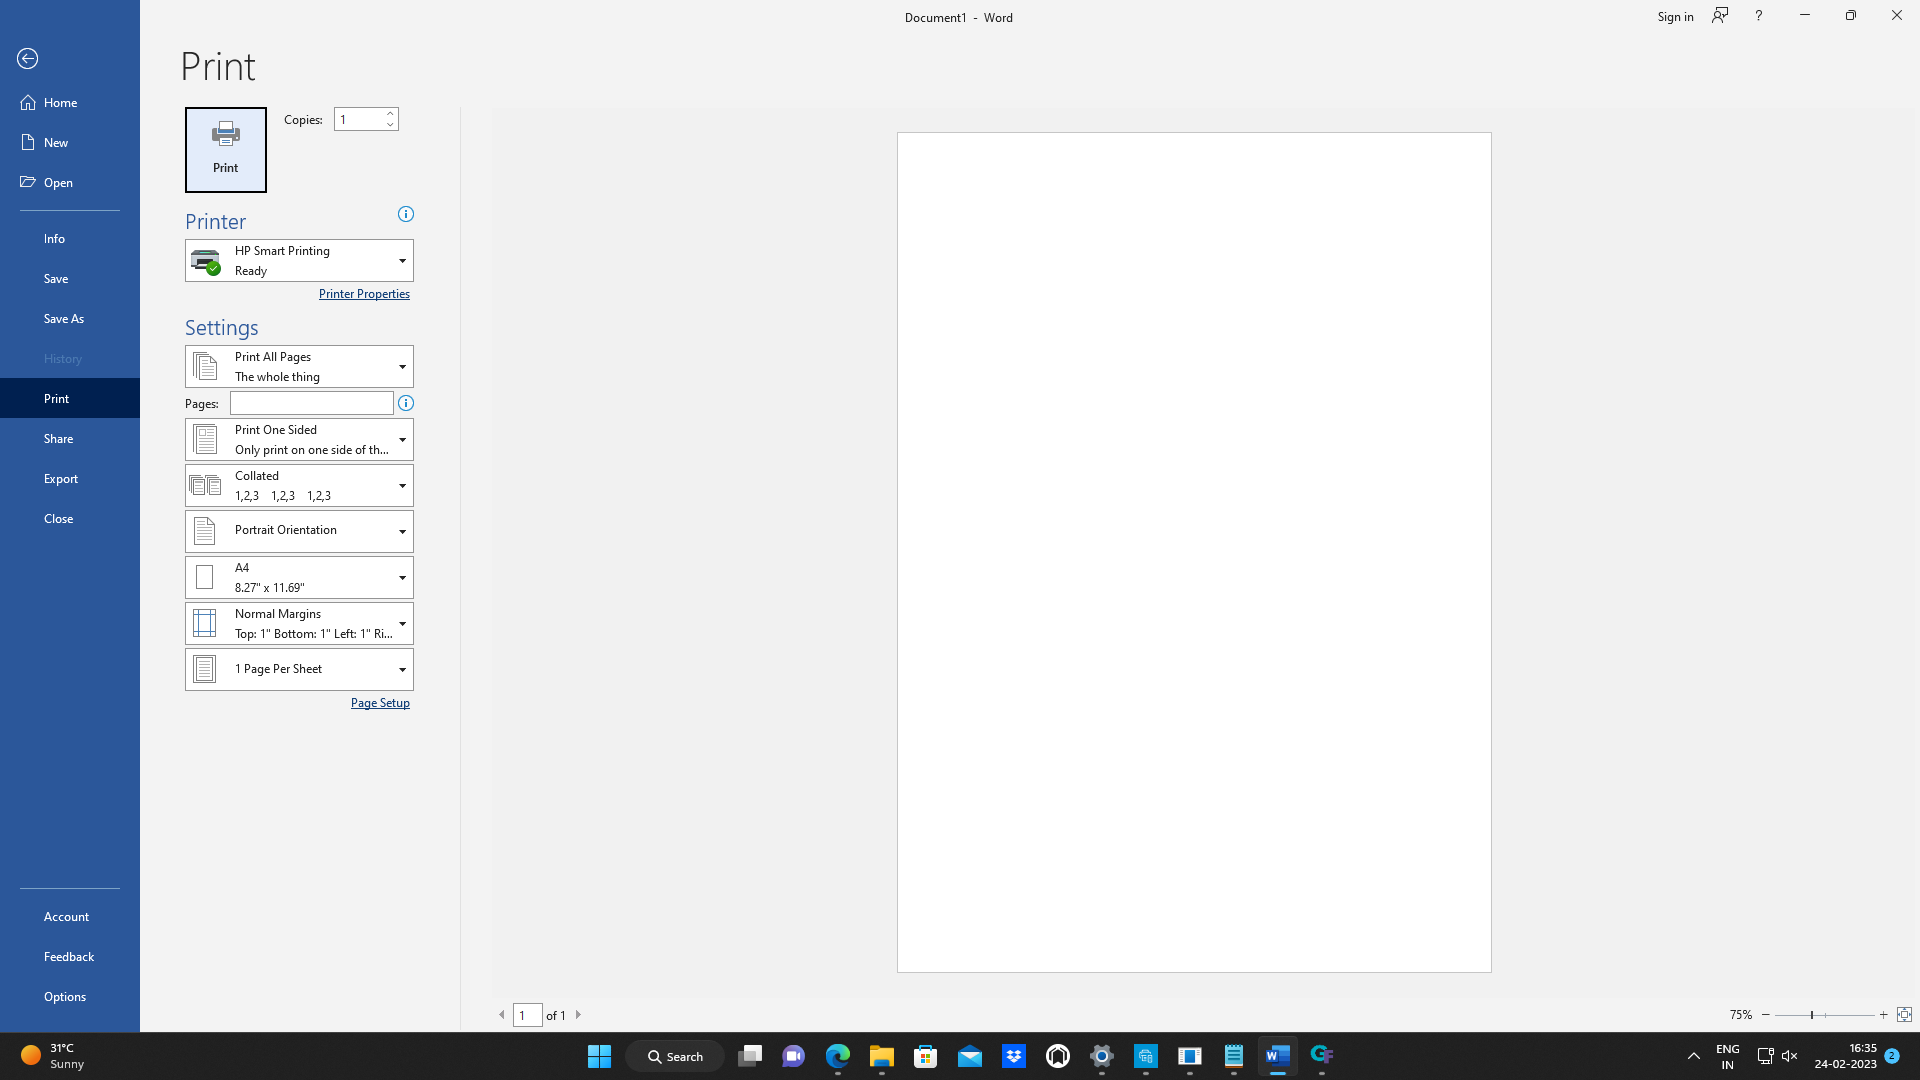 Document1 - Word
Sign in
?
Print
Home
New
Open
Info
Save
Save As
History
Print
Share
Export
Close
Account
Feedback
Options
Print
Copies: 1
Printer
HP Smart Printing
Ready
Printer Properties
Settings
Print All Pages
The whole thing
Pages:
Print One Sided
Only print on one side of th...
Collated
1,2,3 1,2,3 1,2,3
Portrait Orientation
A4
8.27" x 11.69"
Normal Margins
Top: 1" Bottom: 1" Left: 1" Ri...
1 Page Per Sheet
Page Setup
1 of 1
75%
31°C
Sunny
Search
ENG
IN
16:35
24-02-2023
2